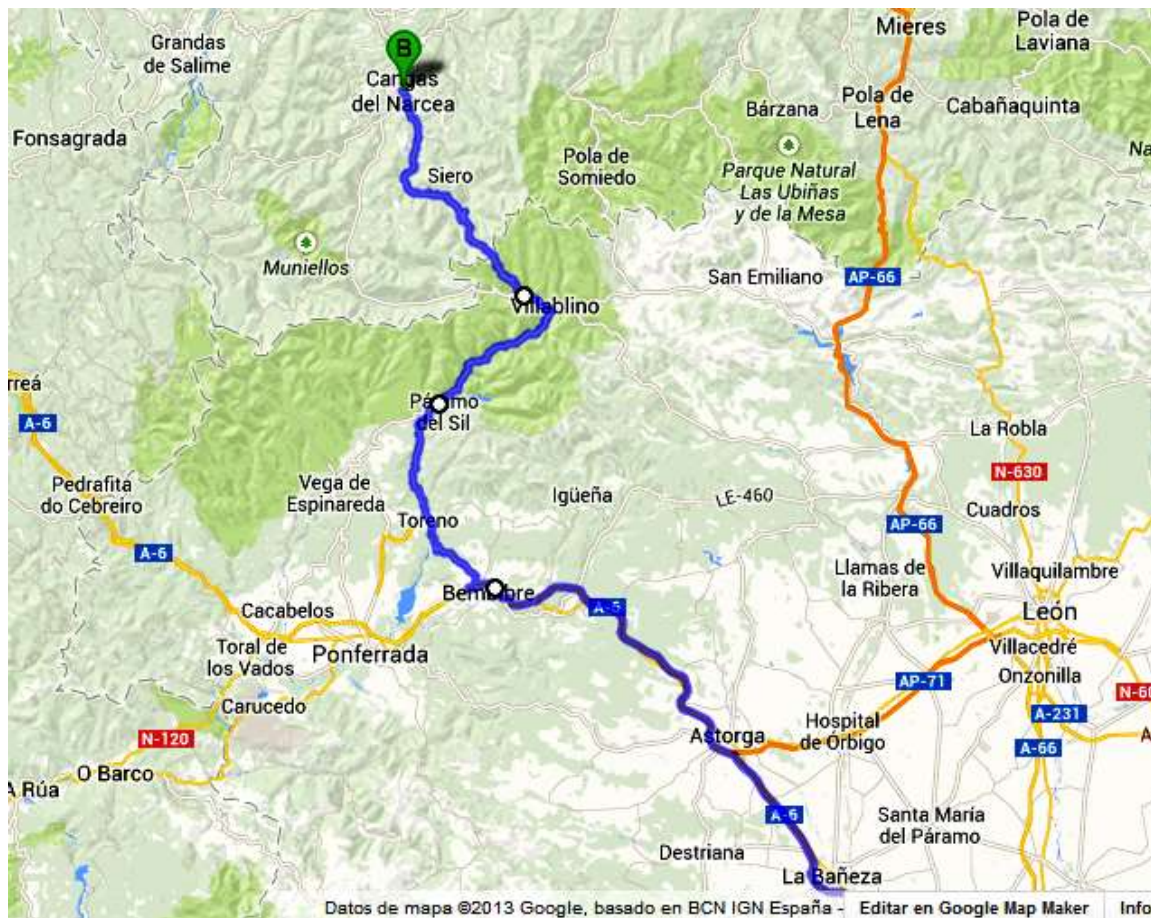 Mieres
Pola de
Laviana
Grandas
de Salime
B
Cangas
del Narcea
Pola de
Lena
Cabañaquinta
Bárzana
Fonsagrada
Siero
Pola de
Somiedo
Parque Natural
Las Ubiñas
y de la Mesa
Muniellos
San Emiliano
AP-66
Villablino
A-6
Páramo
del Sil
La Robla
N-630
Pedrafita
do Cebreiro
Vega de
Espinareda
Igüeña
LE-460
Cuadros
Toreno
AP-66
A-6
Llamas de
la Ribera
Villaquilambre
Bembibre
A-6
Cacabelos
León
Toral de
los Vados
Ponferrada
Villacedré
Onzonilla
AP-71
Carucedo
A-231
N-120
Astorga
Hospital
de Órbigo
A-66
O Barco
A Rúa
A-6
Santa María
del Páramo
Destriana
La Bañeza
Datos de mapa ©2013 Google, basado en BCN IGN España - Editar en Google Map Maker Info